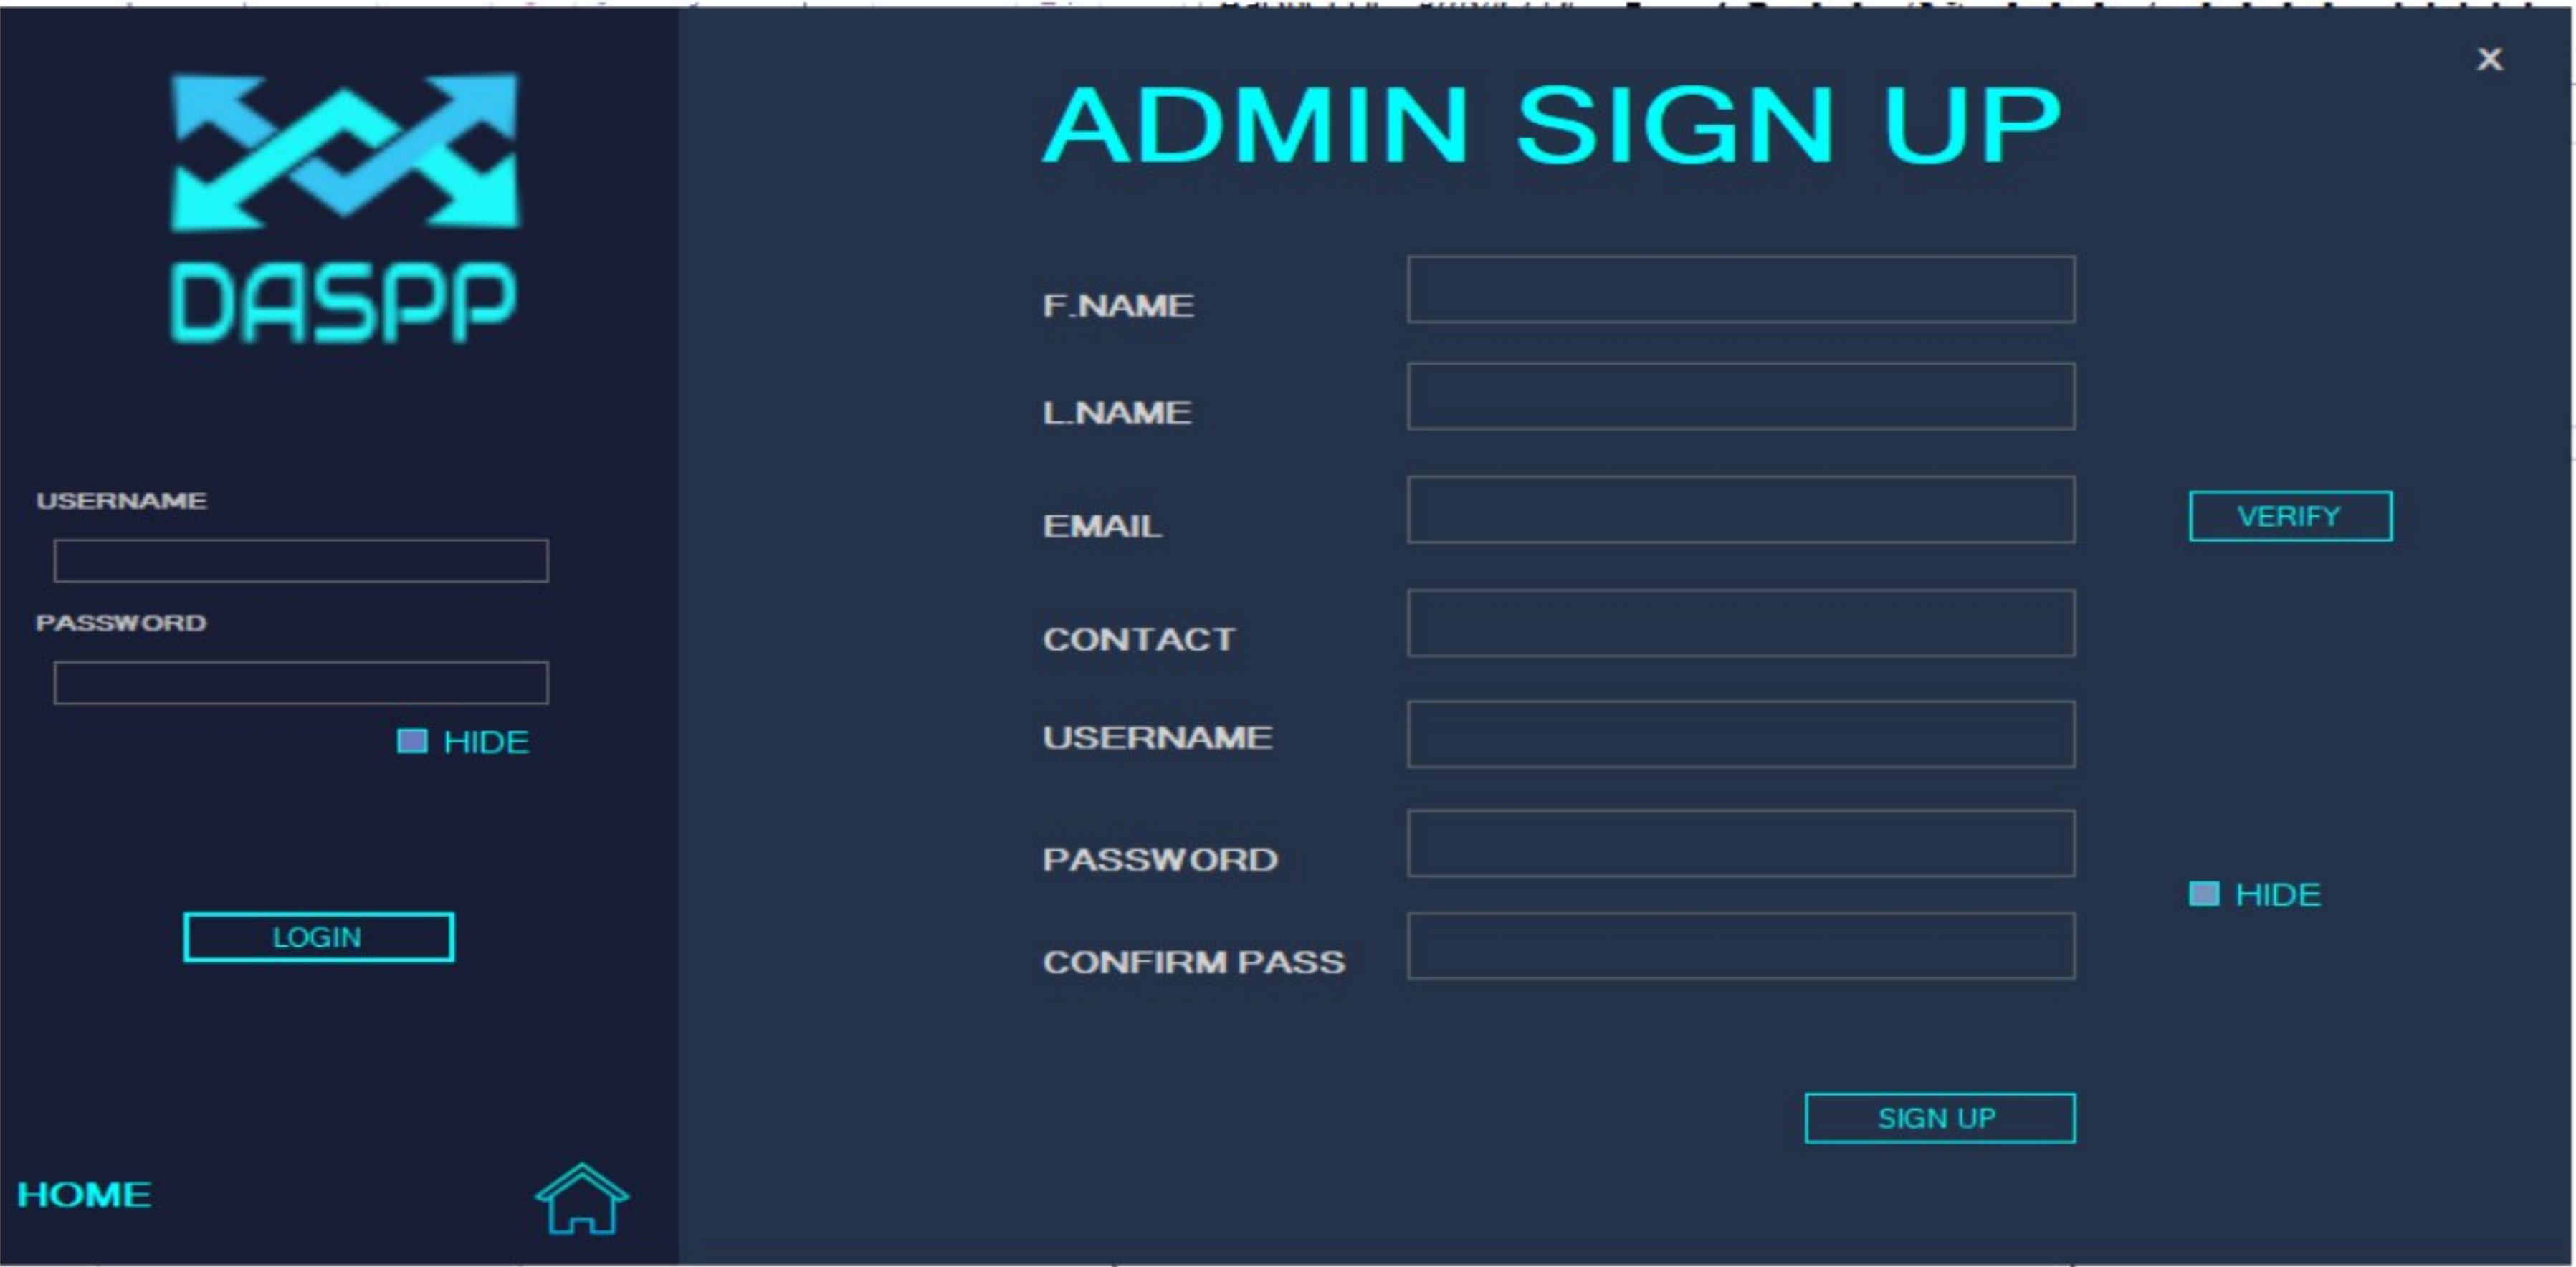 DASPP
USERNAME
PASSWORD
HIDE
LOGIN
HOME
X
ADMIN SIGN UP
F.NAME
L.NAME
EMAIL
VERIFY
CONTACT
USERNAME
PASSWORD
HIDE
CONFIRM PASS
SIGN UP